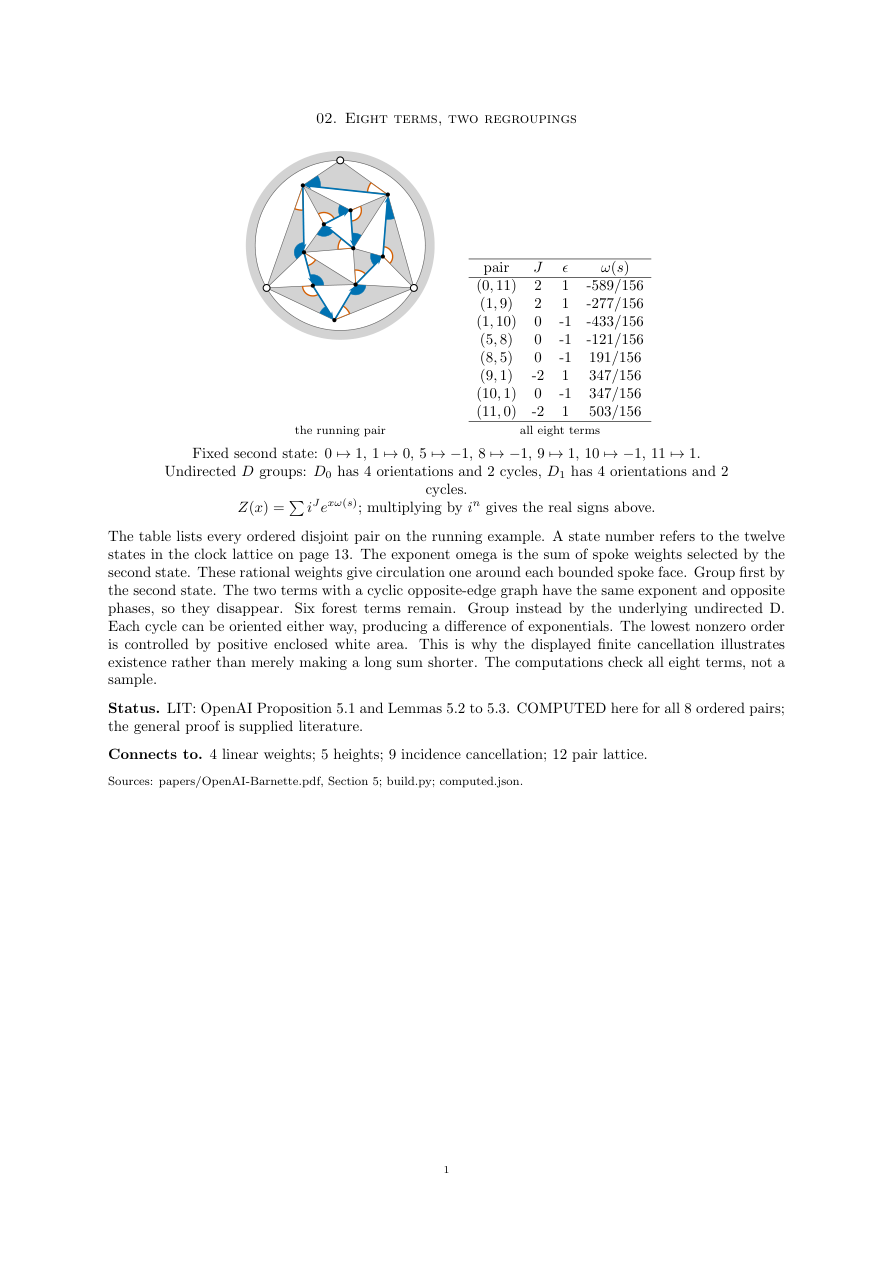 02. Eight terms, two regroupings
pair J ϵ ω(s)
(0, 11) 2 1 -589/156
(1, 9) 2 1 -277/156
(1, 10) 0 -1 -433/156
(5, 8) 0 -1 -121/156
(8, 5) 0 -1 191/156
(9, 1) -2 1 347/156
(10, 1) 0 -1 347/156
(11, 0) -2 1 503/156
the running pair
all eight terms
Fixed second state: 0 ↦ 1, 1 ↦ 0, 5 ↦ −1, 8 ↦ −1, 9 ↦ 1, 10 ↦ −1, 11 ↦ 1.
Undirected D groups: D₀ has 4 orientations and 2 cycles, D₁ has 4 orientations and 2
cycles.
Z(x) = ∑ i^J e^{xω(s)}; multiplying by i^n gives the real signs above.
The table lists every ordered disjoint pair on the running example. A state number refers to the twelve
states in the clock lattice on page 13. The exponent omega is the sum of spoke weights selected by the
second state. These rational weights give circulation one around each bounded spoke face. Group first by
the second state. The two terms with a cyclic opposite-edge graph have the same exponent and opposite
phases, so they disappear. Six forest terms remain. Group instead by the underlying undirected D.
Each cycle can be oriented either way, producing a difference of exponentials. The lowest nonzero order
is controlled by positive enclosed white area. This is why the displayed finite cancellation illustrates
existence rather than merely making a long sum shorter. The computations check all eight terms, not a
sample.
Status. LIT: OpenAI Proposition 5.1 and Lemmas 5.2 to 5.3. COMPUTED here for all 8 ordered pairs;
the general proof is supplied literature.
Connects to. 4 linear weights; 5 heights; 9 incidence cancellation; 12 pair lattice.
Sources: papers/OpenAI-Barnette.pdf, Section 5; build.py; computed.json.
1